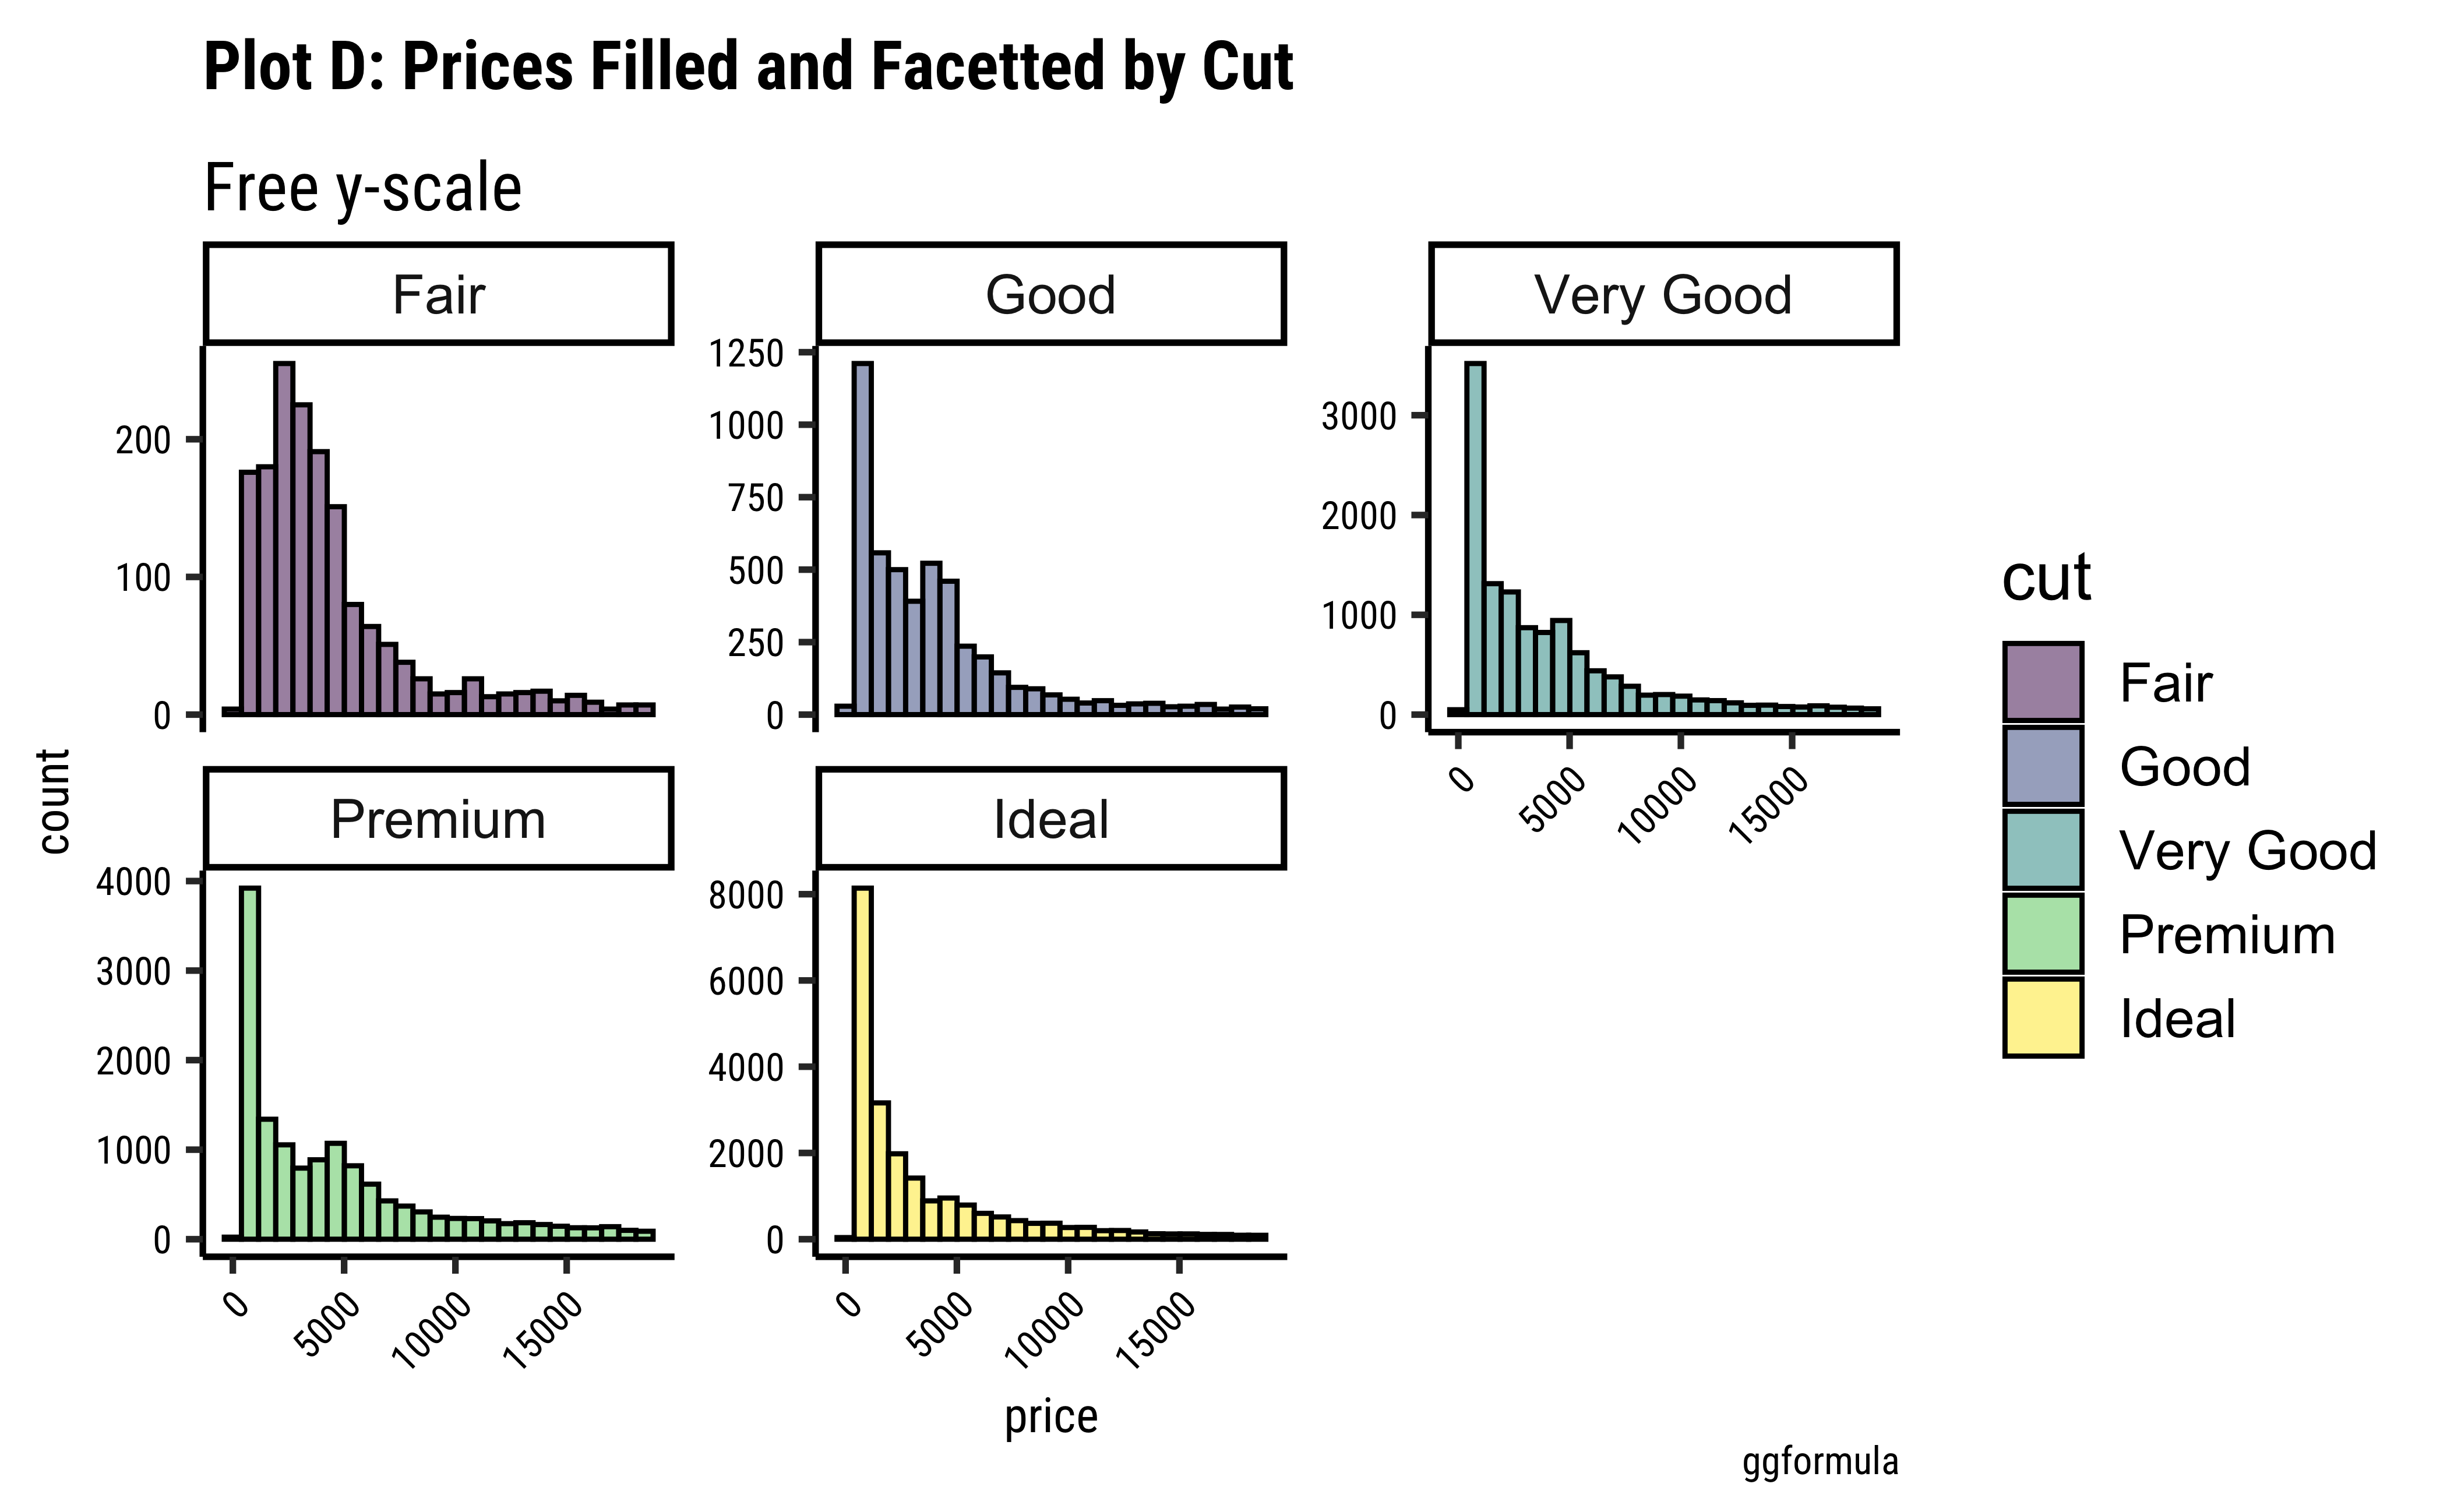 Plot D: Prices Filled and Facetted by Cut
Free y-scale
Fair
Good
Very Good
200
100
0
1250
1000
750
500
250
0
3000
2000
1000
0
0
5000
10000
15000
count
Premium
Ideal
4000
3000
2000
1000
0
8000
6000
4000
2000
0
0
5000
10000
15000
0
5000
10000
15000
price
cut
Fair
Good
Very Good
Premium
Ideal
ggformula